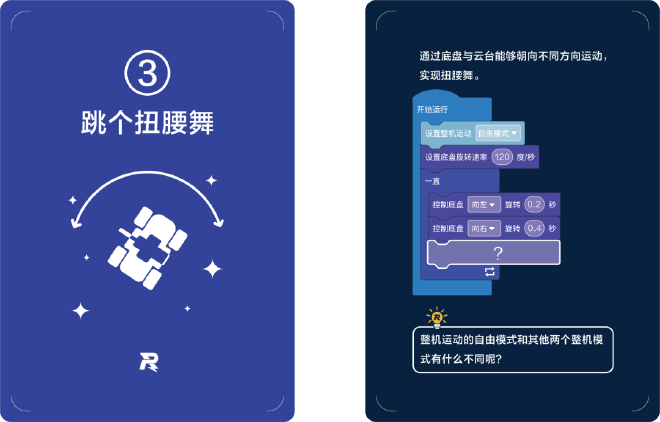 3
跳个扭腰舞
通过底盘与云台能够朝向不同方向运动，
实现扭腰舞。
开始运行
设置整机运动 自由模式
设置底盘旋转速率 120 度/秒
一直
控制底盘 向左 旋转 0.2 秒
控制底盘 向右 旋转 0.4 秒
?
整机运动的自由模式和其他两个整机模
式有什么不同呢?